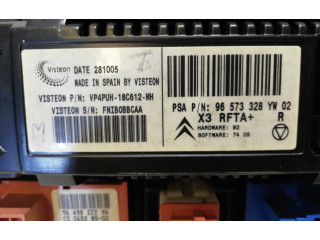 Visteon
DATE 281005
MADE IN SPAIN BY VISTEON
VISTEON P/N: VP4PUH-18C612-MH
VISTEON S/N: FNIBOBBCAA
PSA P/N: 96 573 328 YW 02
X3 RFTA+ R
HARDWARE: 02
SOFTWARE: 74 08
M